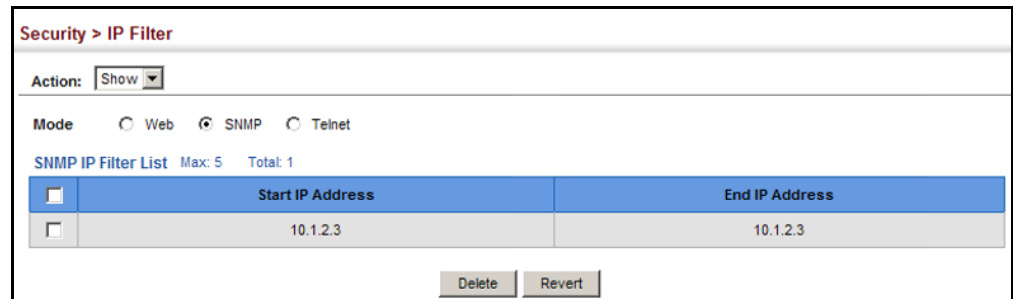 Security > IP Filter
Action: Show
Mode Web SNMP Telnet
SNMP IP Filter List Max: 5 Total: 1
Start IP Address End IP Address
10.1.2.3 10.1.2.3
Delete Revert